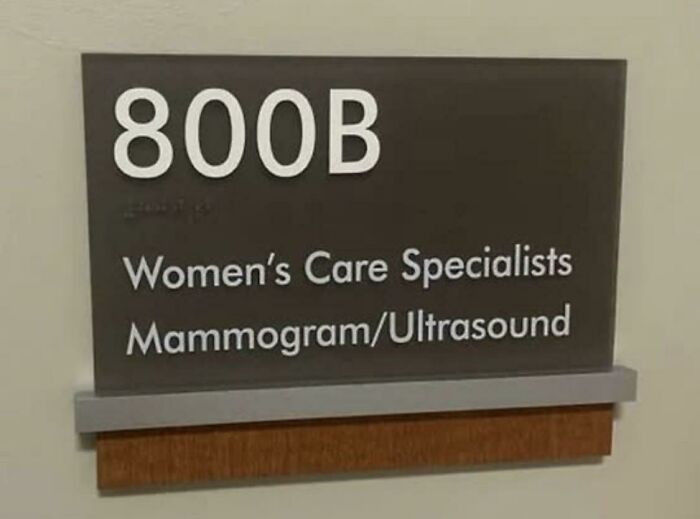 800B
Women's Care Specialists
Mammogram/Ultrasound